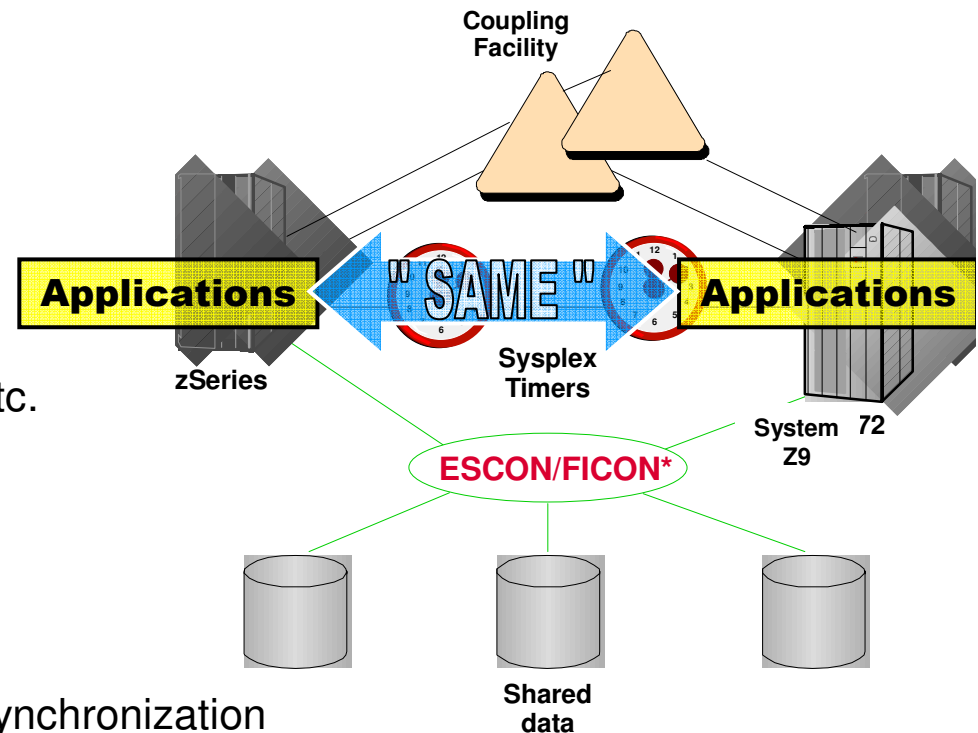 Coupling
Facility
Applications
" SAME "
Applications
zSeries
Sysplex
Timers
tc.
System 72
Z9
ESCON/FICON*
Shared
data
ynchronization